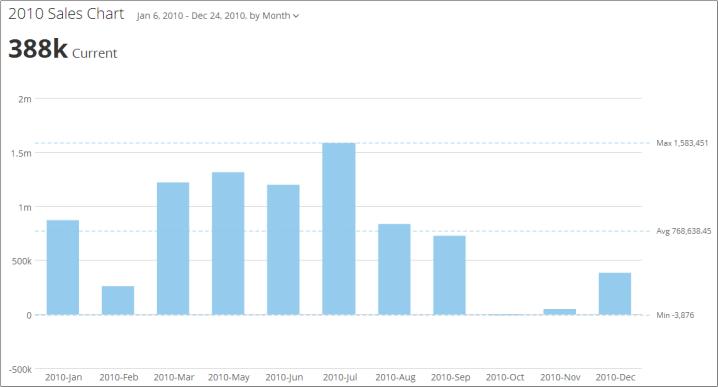 2010 Sales Chart Jan 6, 2010 - Dec 24, 2010, by Month
388k Current
2m
Max 1,583,451
1.5m
1m
Avg 768,638.45
500k
0 Min -3,876
-500k
2010-Jan 2010-Feb 2010-Mar 2010-May 2010-Jun 2010-Jul 2010-Aug 2010-Sep 2010-Oct 2010-Nov 2010-Dec